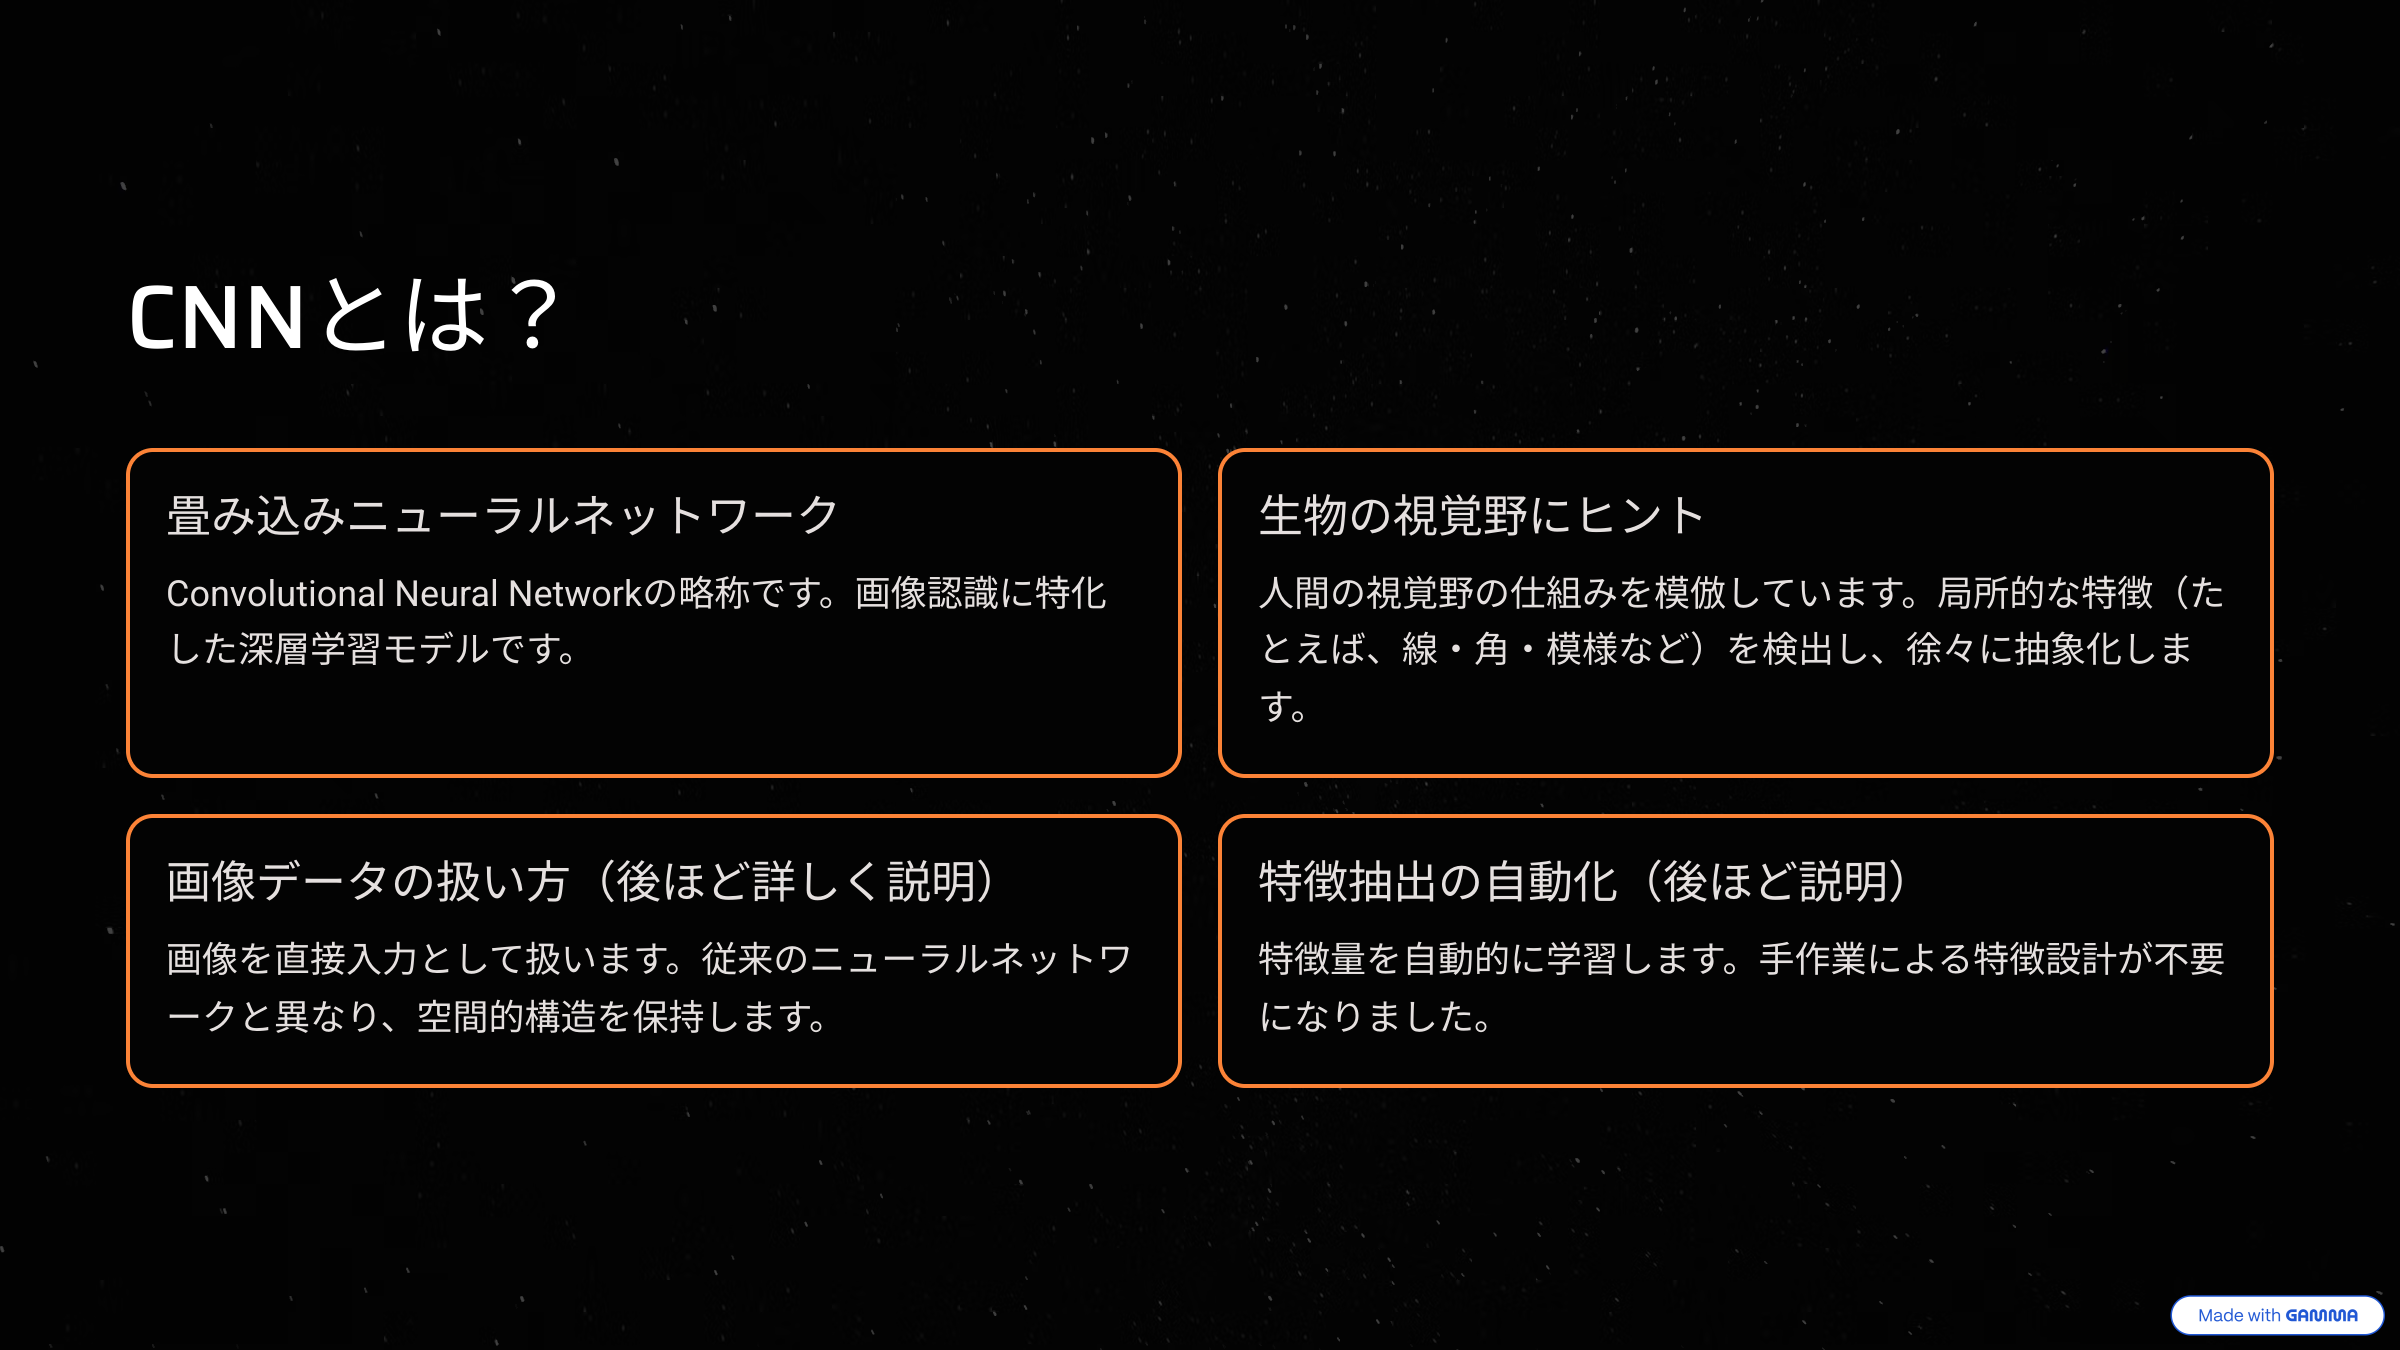 CNNとは？
畳み込みニューラルネットワーク
Convolutional Neural Networkの略称です。画像認識に特化
した深層学習モデルです。
生物の視覚野にヒント
人間の視覚野の仕組みを模倣しています。局所的な特徴（た
とえば、線・角・模様など）を検出し、徐々に抽象化しま
す。
画像データの扱い方（後ほど詳しく説明）
画像を直接入力として扱います。従来のニューラルネットワ
ークと異なり、空間的構造を保持します。
特徴抽出の自動化（後ほど説明）
特徴量を自動的に学習します。手作業による特徴設計が不要
になりました。
Made with GAMMA